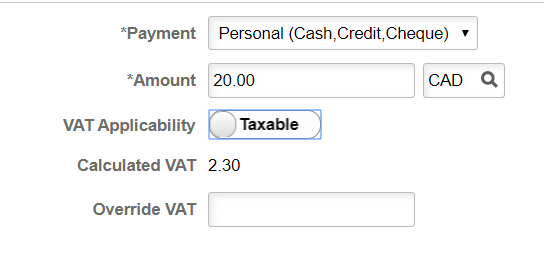 *Payment Personal (Cash,Credit,Cheque)
*Amount 20.00 CAD
VAT Applicability Taxable
Calculated VAT 2.30
Override VAT